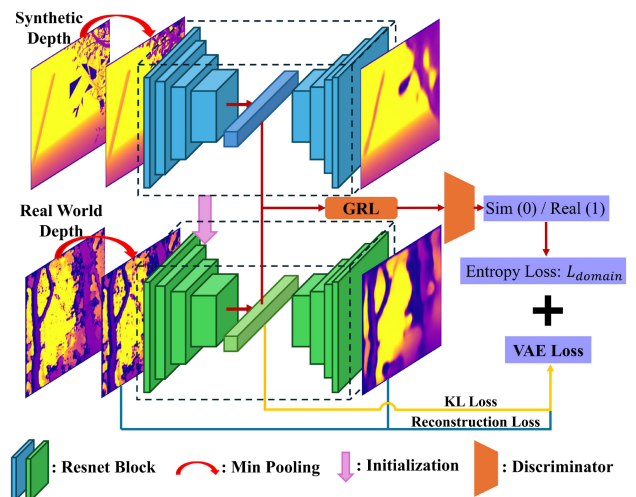 Synthetic
Depth
GRL
Sim (0) / Real (1)
Real World
Depth
Entropy Loss: L_domain
+
VAE Loss
KL Loss
Reconstruction Loss
: Resnet Block
: Min Pooling
: Initialization
: Discriminator